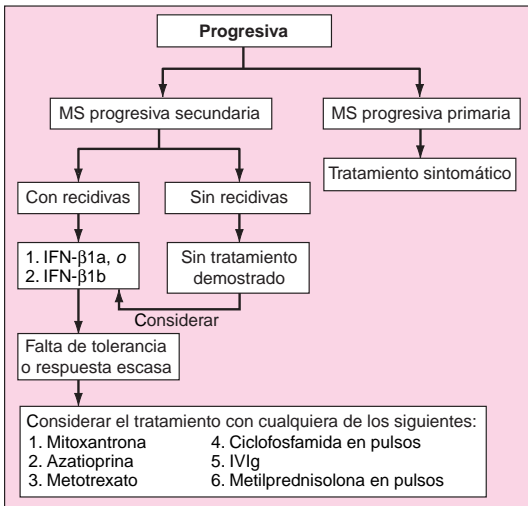 Progresiva
MS progresiva secundaria
MS progresiva primaria
Tratamiento sintomático
Con recidivas
Sin recidivas
1. IFN-β1a, o
2. IFN-β1b
Sin tratamiento
demostrado
Considerar
Falta de tolerancia
o respuesta escasa
Considerar el tratamiento con cualquiera de los siguientes:
1. Mitoxantrona
2. Azatioprina
3. Metotrexato
4. Ciclofosfamida en pulsos
5. IVIg
6. Metilprednisolona en pulsos